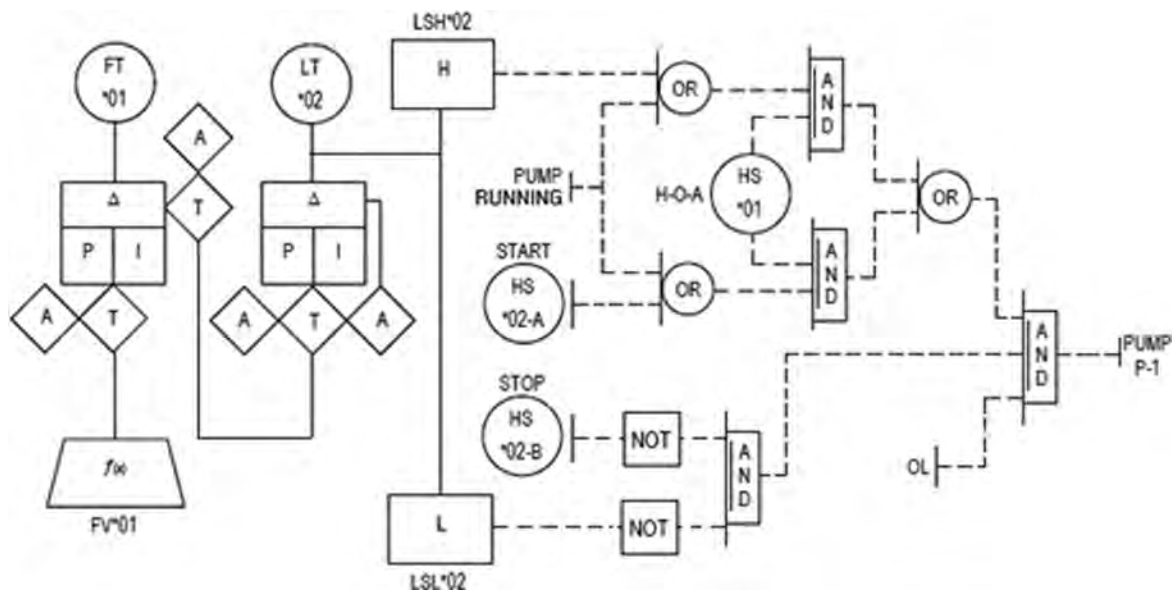 LSH*02
FT
*01
LT
*02
H
OR
A
N
D
A
T
Δ
P I
PUMP
RUNNING
H-O-A
HS
*01
OR
Δ
P I
START
HS
*02-A
OR
A
N
D
A T
A T A
STOP
HS
*02-B
NOT
A
N
D
A
N
D
PUMP
P-1
OL
f(x)
FV*01
L
NOT
LSL*02